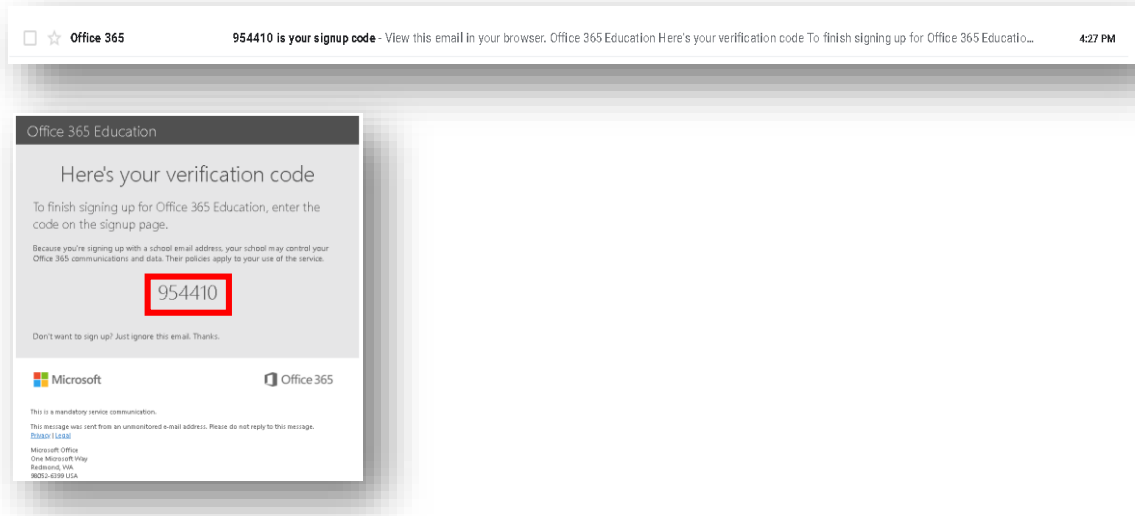 Office 365 954410 is your signup code - View this email in your browser. Office 365 Education Here's your verification code To finish signing up for Office 365 Educatio... 4:27 PM
Office 365 Education
Here's your verification code
To finish signing up for Office 365 Education, enter the
code on the signup page.
Because you're signing up with a school email address, your school may control your
Office 365 communications and data. Their policies apply to your use of the service.
954410
Don't want to sign up? Just ignore this email. Thanks.
Microsoft Office 365
This is a mandatory service communication.
This message was sent from an unmonitored e-mail address. Please do not reply to this message.
Privacy | Legal
Microsoft Office
One Microsoft Way
Redmond, WA
98052-6399 USA